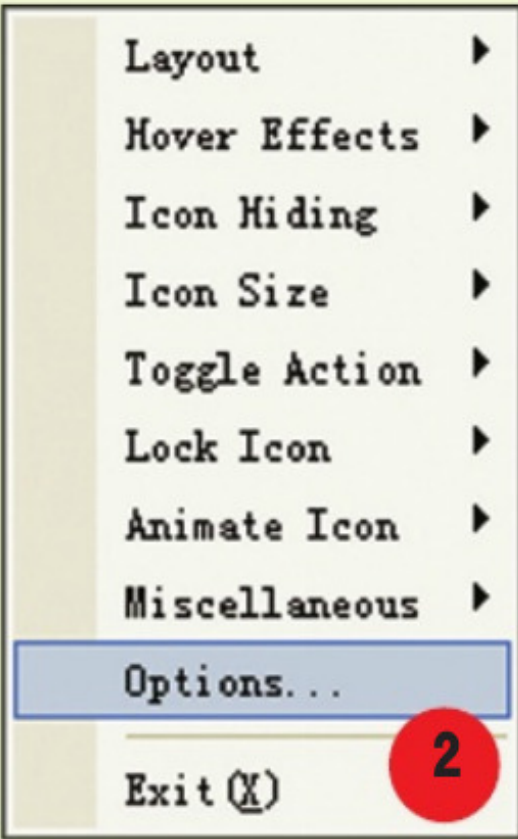 Layout
Hover Effects
Icon Hiding
Icon Size
Toggle Action
Lock Icon
Animate Icon
Miscellaneous
Options...
2
Exit(X)